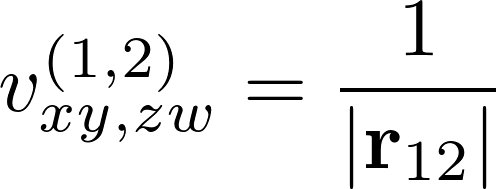 v_{xy,zw}^{(1,2)} = \frac{1}{|\mathbf{r}_{12}|}